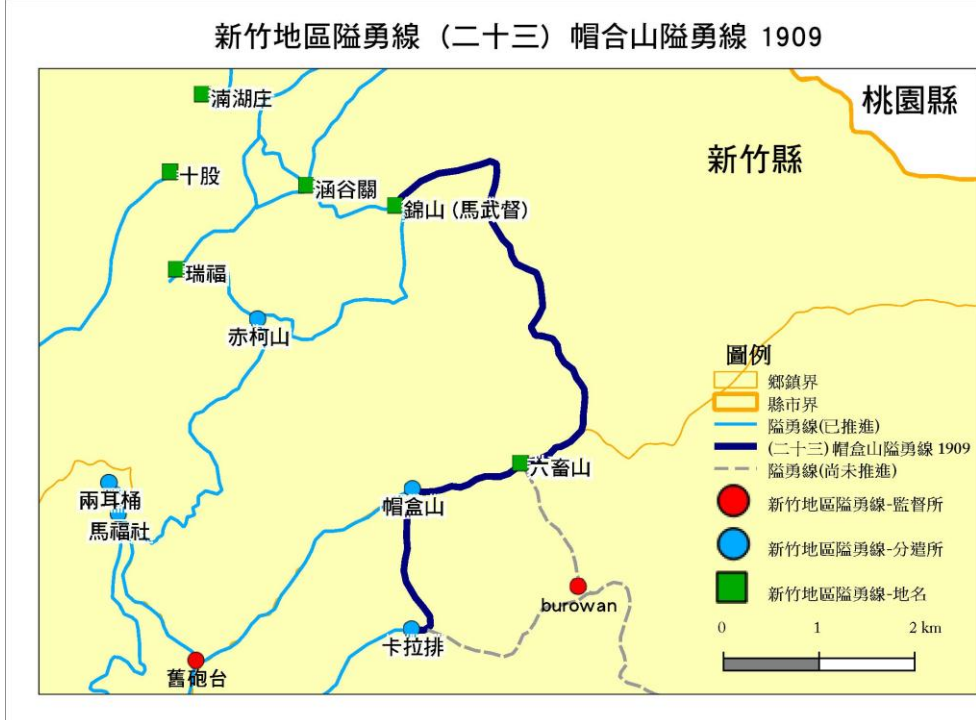 新竹地區隘勇線 (二十三) 帽合山隘勇線 1909
桃園縣
新竹縣
湳湖庄
十股
涵谷關
錦山 (馬武督)
瑞福
赤柯山
六畜山
兩耳桶
馬福社
帽盒山
burowan
卡拉排
舊砲台
圖例
鄉鎮界
縣市界
隘勇線(已推進)
(二十三) 帽盒山隘勇線 1909
隘勇線(尚未推進)
新竹地區隘勇線-監督所
新竹地區隘勇線-分遣所
新竹地區隘勇線-地名
0 1 2 km